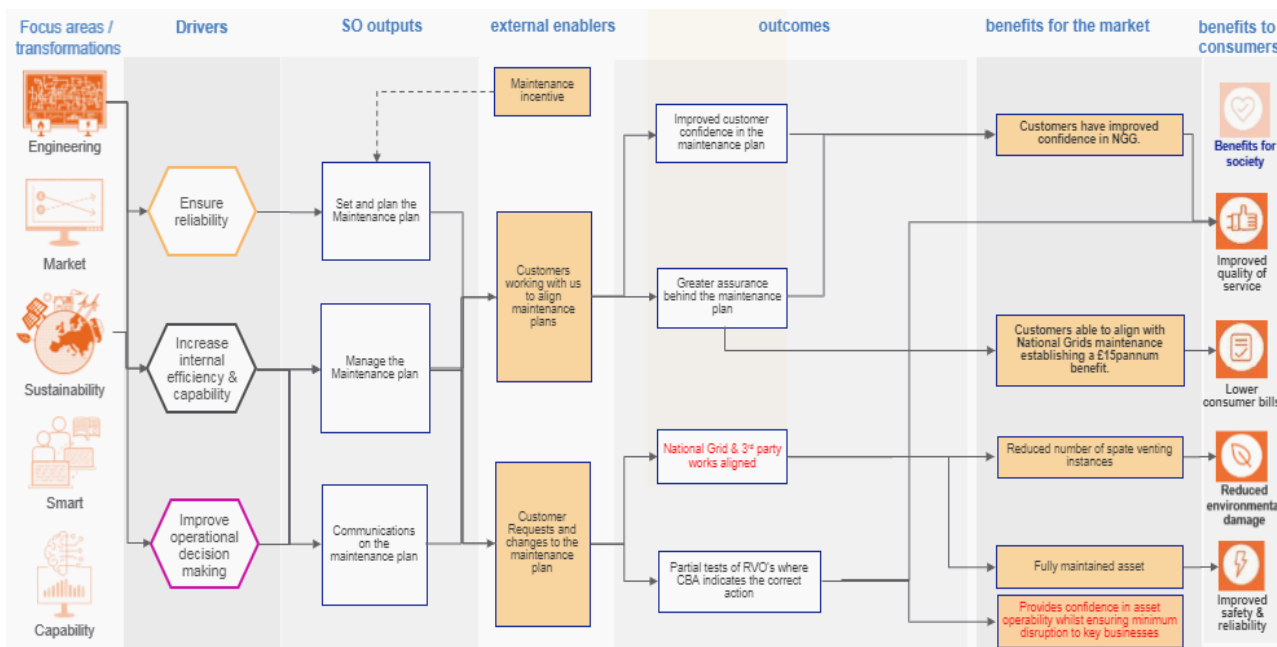 Focus areas /
transformations
Drivers
SO outputs
external enablers
outcomes
benefits for the market
benefits to
consumers
Engineering
Market
Sustainability
Smart
Capability
Ensure
reliability
Increase
internal
efficiency &
capability
Improve
operational
decision
making
Set and plan the
Maintenance plan
Manage the
Maintenance plan
Communications
on the
maintenance plan
Maintenance
incentive
Customers
working with us
to align
maintenance
plans
Customer
Requests and
changes to the
maintenance
plan
Improved customer
confidence in the
maintenance plan
Greater assurance
behind the maintenance
plan
National Grid & 3rd party
works aligned
Partial tests of RVO's where
CBA indicates the correct
action
Customers have improved
confidence in NGG.
Customers able to align with
National Grids maintenance
establishing a £15pannum
benefit.
Reduced number of spate venting
instances
Fully maintained asset
Provides confidence in asset
operability whilst ensuring minimum
disruption to key businesses
Benefits for
society
Improved
quality of
service
Lower
consumer bills
Reduced
environmenta
damage
Improved
safety &
reliability